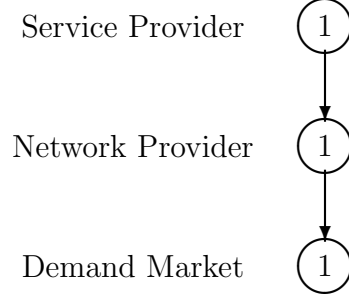 Service Provider 1
Network Provider 1
Demand Market 1